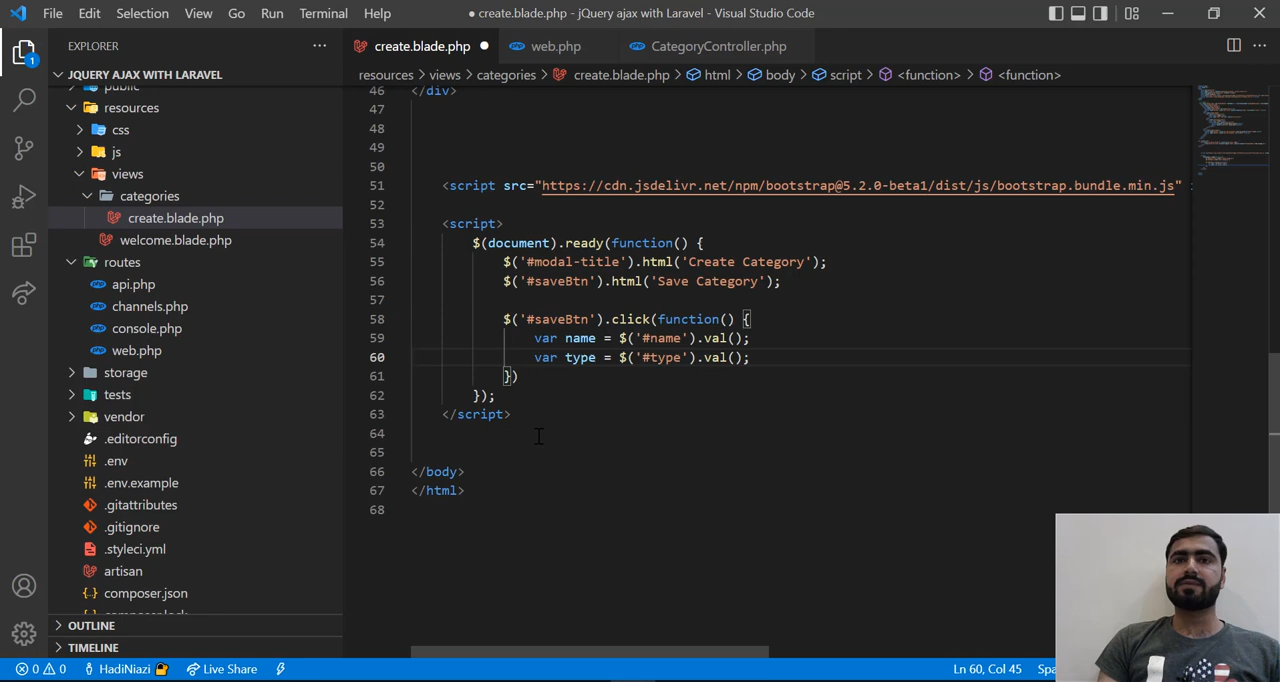 File Edit Selection View Go Run Terminal Help
● create.blade.php - jQuery ajax with Laravel - Visual Studio Code
EXPLORER
create.blade.php ●
web.php
CategoryController.php
JQUERY AJAX WITH LARAVEL
resources > views > categories > create.blade.php > html > body > script > <function> > <function>
public
resources
css
js
views
categories
create.blade.php
welcome.blade.php
routes
api.php
channels.php
console.php
web.php
storage
tests
vendor
.editorconfig
.env
.env.example
.gitattributes
.gitignore
.styleci.yml
artisan
composer.json
OUTLINE
TIMELINE
46 </div>
47
48
49
50
51 <script src="https://cdn.jsdelivr.net/npm/bootstrap@5.2.0-beta1/dist/js/bootstrap.bundle.min.js"
52
53 <script>
54 $(document).ready(function() {
55 $('#modal-title').html('Create Category');
56 $('#saveBtn').html('Save Category');
57
58 $('#saveBtn').click(function() {
59 var name = $('#name').val();
60 var type = $('#type').val();
61 })
62 });
63 </script>
64
65
66 </body>
67 </html>
68
1
0 0 HadiNiazi Live Share
Ln 60, Col 45